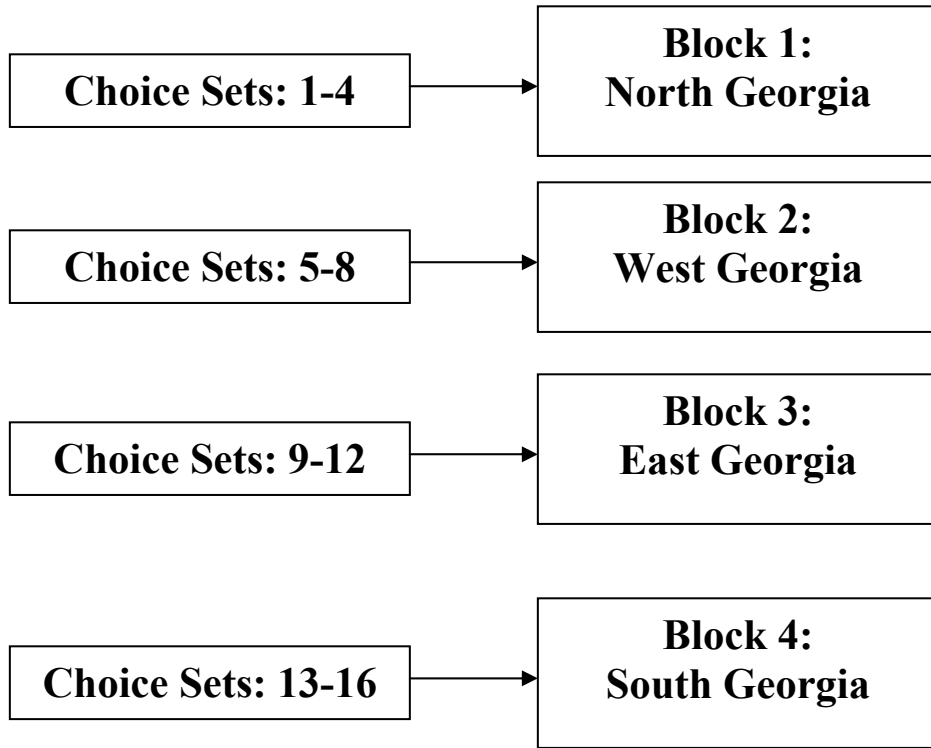 Choice Sets: 1-4
Block 1:
North Georgia
Choice Sets: 5-8
Block 2:
West Georgia
Choice Sets: 9-12
Block 3:
East Georgia
Choice Sets: 13-16
Block 4:
South Georgia